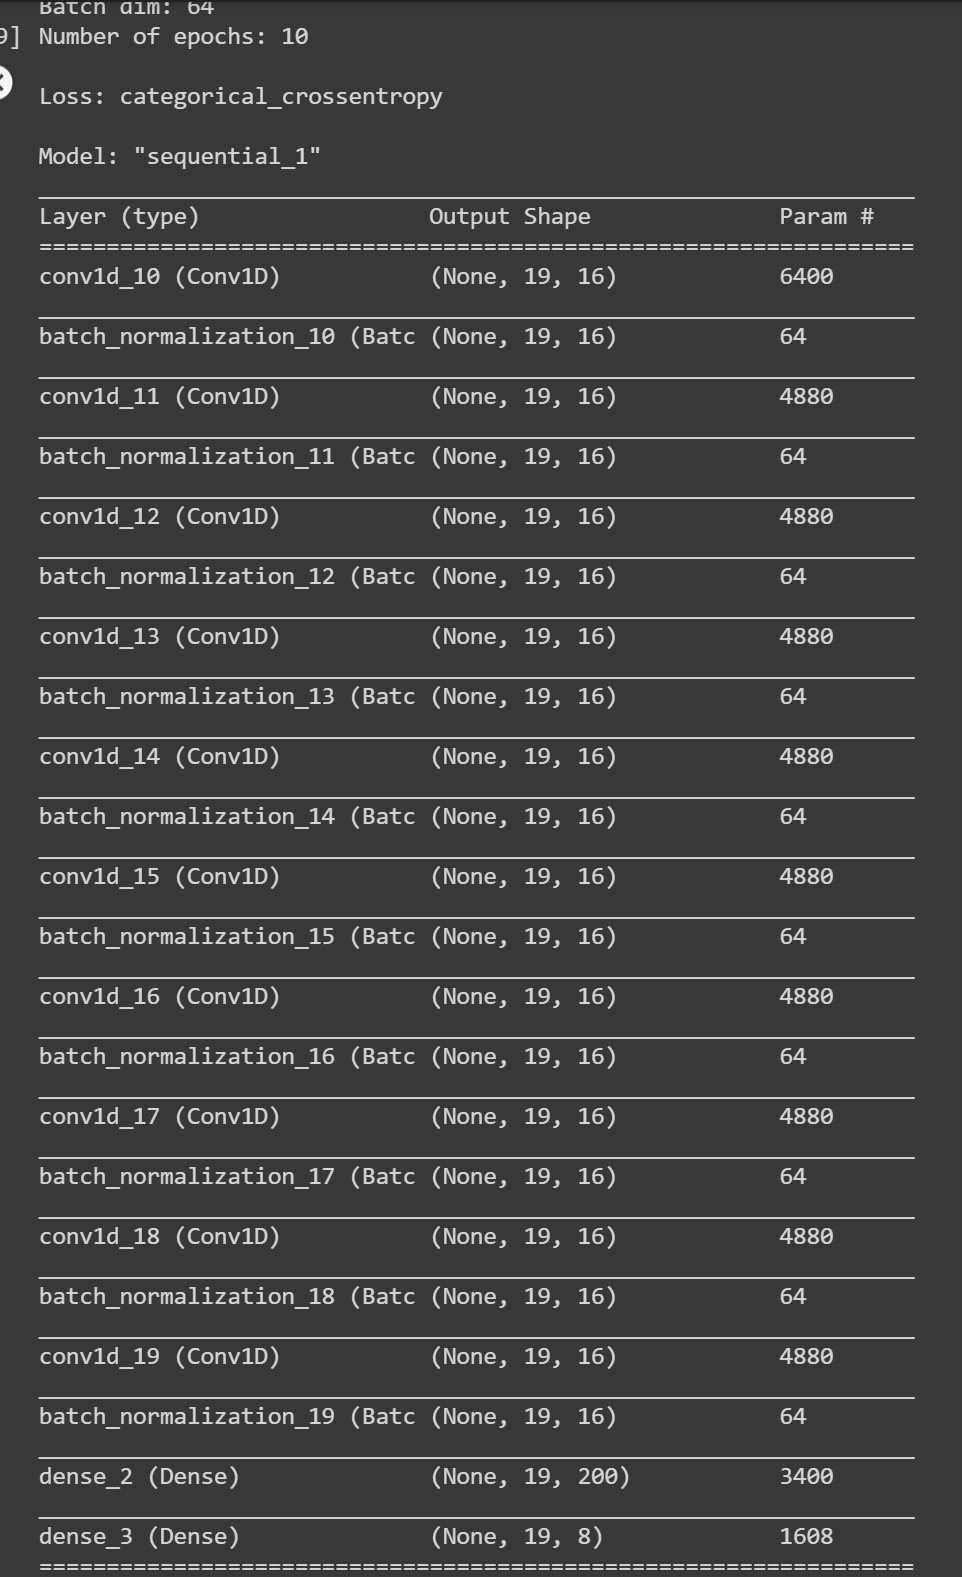 Batch dim: 64
9] Number of epochs: 10
Loss: categorical_crossentropy
Model: "sequential_1"
Layer (type) Output Shape Param #
=================================================================
conv1d_10 (Conv1D) (None, 19, 16) 6400
batch_normalization_10 (Batc (None, 19, 16) 64
conv1d_11 (Conv1D) (None, 19, 16) 4880
batch_normalization_11 (Batc (None, 19, 16) 64
conv1d_12 (Conv1D) (None, 19, 16) 4880
batch_normalization_12 (Batc (None, 19, 16) 64
conv1d_13 (Conv1D) (None, 19, 16) 4880
batch_normalization_13 (Batc (None, 19, 16) 64
conv1d_14 (Conv1D) (None, 19, 16) 4880
batch_normalization_14 (Batc (None, 19, 16) 64
conv1d_15 (Conv1D) (None, 19, 16) 4880
batch_normalization_15 (Batc (None, 19, 16) 64
conv1d_16 (Conv1D) (None, 19, 16) 4880
batch_normalization_16 (Batc (None, 19, 16) 64
conv1d_17 (Conv1D) (None, 19, 16) 4880
batch_normalization_17 (Batc (None, 19, 16) 64
conv1d_18 (Conv1D) (None, 19, 16) 4880
batch_normalization_18 (Batc (None, 19, 16) 64
conv1d_19 (Conv1D) (None, 19, 16) 4880
batch_normalization_19 (Batc (None, 19, 16) 64
dense_2 (Dense) (None, 19, 200) 3400
dense_3 (Dense) (None, 19, 8) 1608
=================================================================